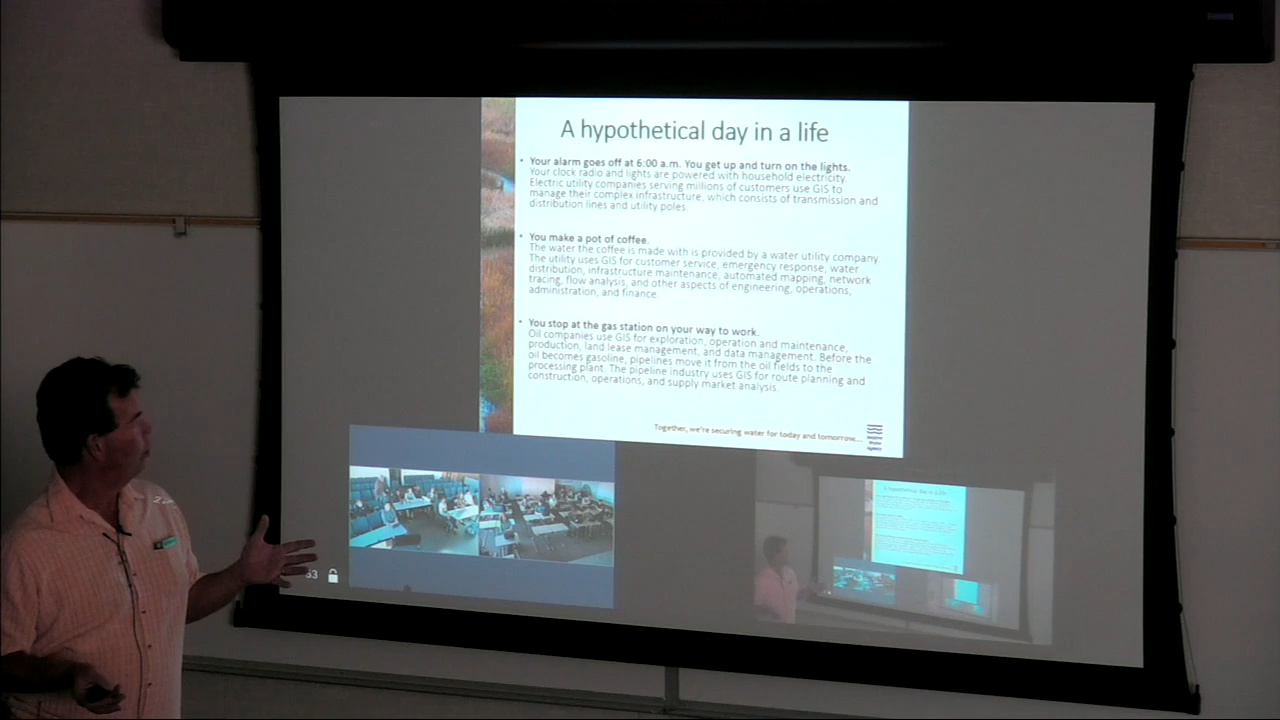 A hypothetical day in a life
• Your alarm goes off at 6:00 a.m. You get up and turn on the lights.
Your clock radio and lights are powered with household electricity.
Electric utility companies serving millions of customers use GIS to
manage their complex infrastructure, which consists of transmission and
distribution lines and utility poles.
• You make a pot of coffee.
The water the coffee is made with is provided by a water utility company.
The utility uses GIS for customer service, emergency response, water
distribution, infrastructure maintenance, automated mapping, network
tracing, flow analysis, and other aspects of engineering, operations,
administration, and finance.
• You stop at the gas station on your way to work.
Oil companies use GIS for exploration, operation and maintenance,
production, land lease management, and data management. Before the
oil becomes gasoline, pipelines move it from the oil fields to the
processing plant. The pipeline industry uses GIS for route planning and
construction, operations, and supply market analysis.
Together, we're securing water for today and tomorrow...
Water
Agency
A hypothetical day in a life